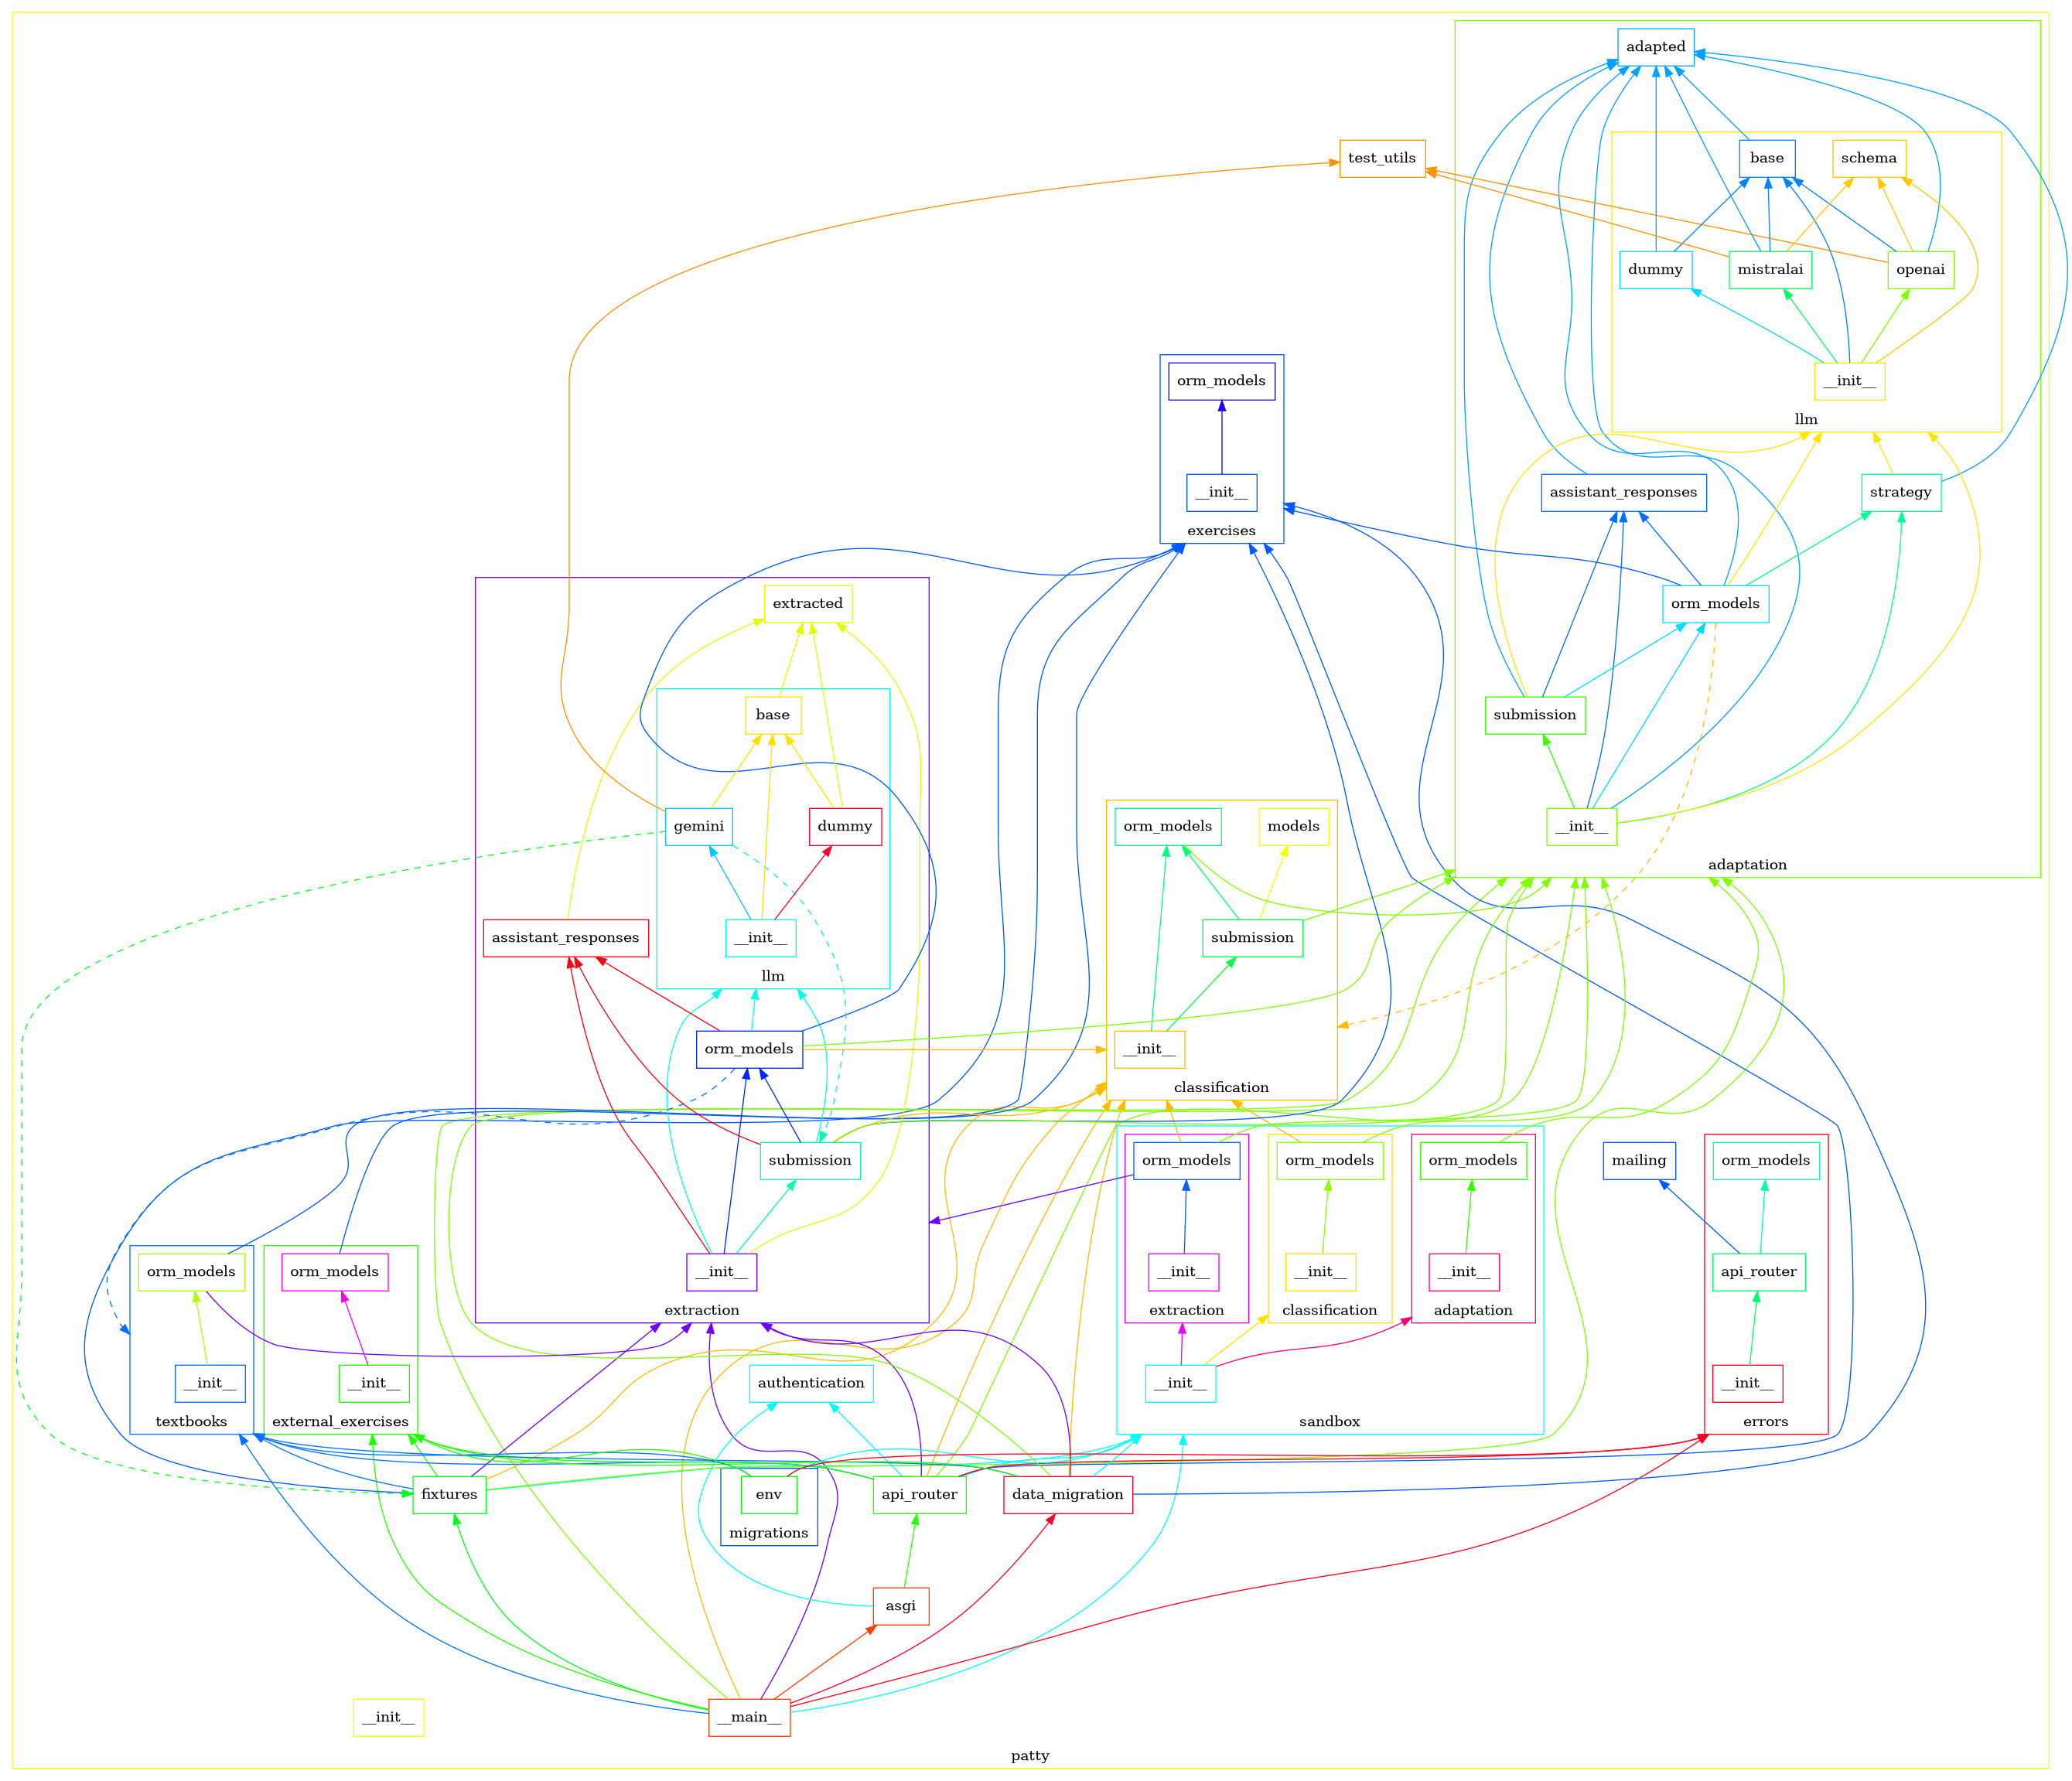 adapted
test_utils
base
schema
dummy
mistralai
openai
orm_models
__init__
llm
__init__
assistant_responses
strategy
exercises
extracted
orm_models
base
submission
gemini
dummy
orm_models
models
__init__
adaptation
assistant_responses
__init__
submission
llm
orm_models
__init__
classification
submission
orm_models
orm_models
orm_models
mailing
orm_models
orm_models
orm_models
__init__
__init__
__init__
__init__
api_router
extraction
extraction
classification
adaptation
__init__
__init__
authentication
__init__
__init__
textbooks
external_exercises
sandbox
errors
fixtures
env
api_router
data_migration
migrations
asgi
__init__
__main__
patty